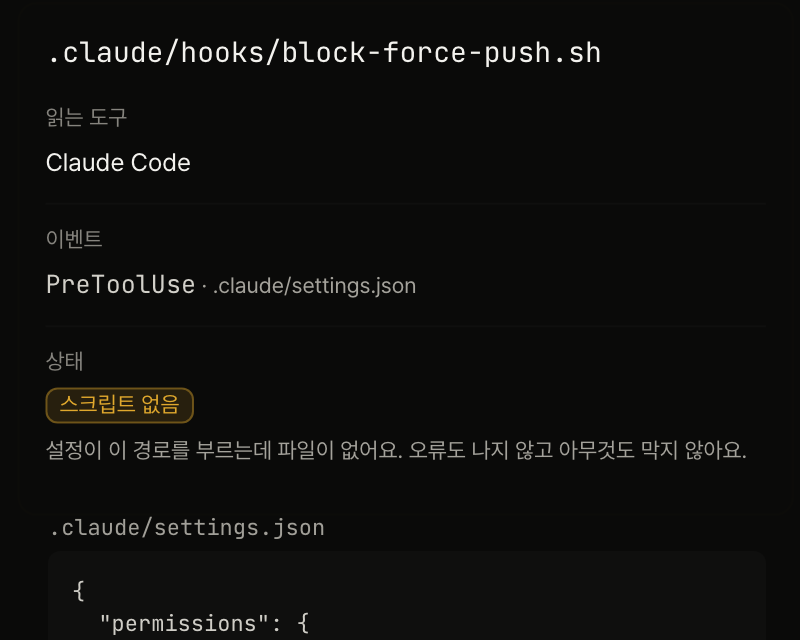 .claude/hooks/block-force-push.sh
읽는 도구
Claude Code
이벤트
PreToolUse · .claude/settings.json
상태
스크립트 없음
설정이 이 경로를 부르는데 파일이 없어요. 오류도 나지 않고 아무것도 막지 않아요.
.claude/settings.json
{
"permissions": {